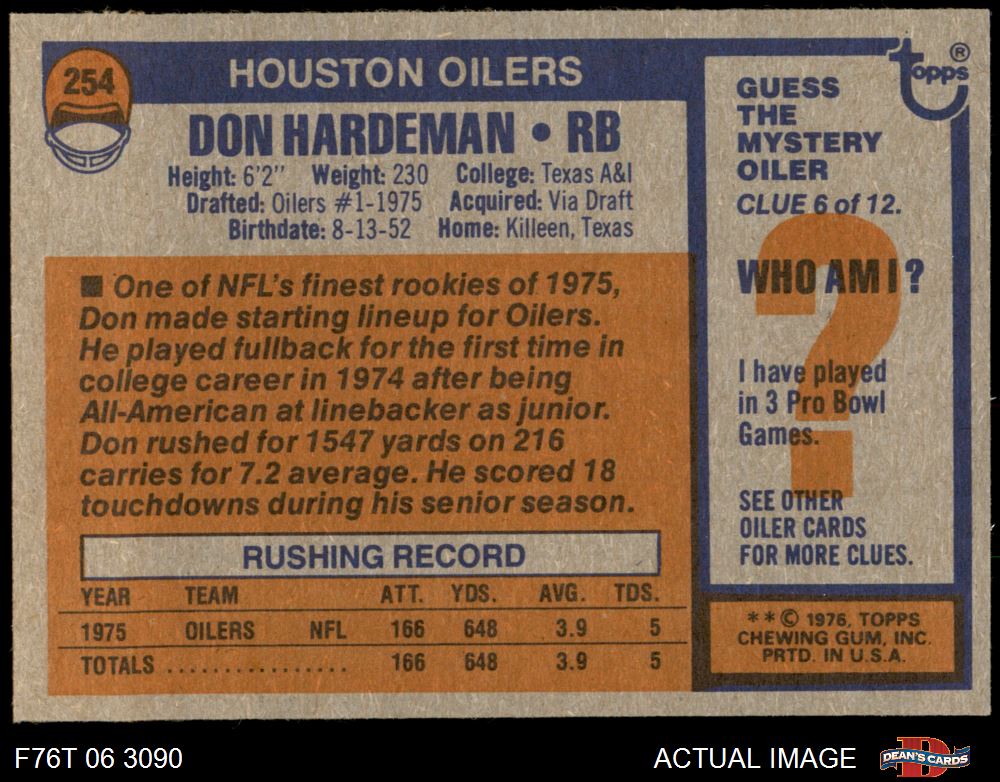 254
HOUSTON OILERS
DON HARDEMAN • RB
Height: 6'2" Weight: 230 College: Texas A&I
Drafted: Oilers #1-1975 Acquired: Via Draft
Birthdate: 8-13-52 Home: Killeen, Texas
■ One of NFL's finest rookies of 1975,
Don made starting lineup for Oilers.
He played fullback for the first time in
college career in 1974 after being
All-American at linebacker as junior.
Don rushed for 1547 yards on 216
carries for 7.2 average. He scored 18
touchdowns during his senior season.
RUSHING RECORD
YEAR TEAM ATT. YDS. AVG. TDS.
1975 OILERS NFL 166 648 3.9 5
TOTALS ................ 166 648 3.9 5
Topps ®
GUESS
THE
MYSTERY
OILER
CLUE 6 of 12.
WHO AM I ?
?
I have played
in 3 Pro Bowl
Games.
SEE OTHER
OILER CARDS
FOR MORE CLUES.
**© 1976, TOPPS
CHEWING GUM, INC.
PRTD. IN U.S.A.
F76T 06 3090
ACTUAL IMAGE
DEAN'S CARDS